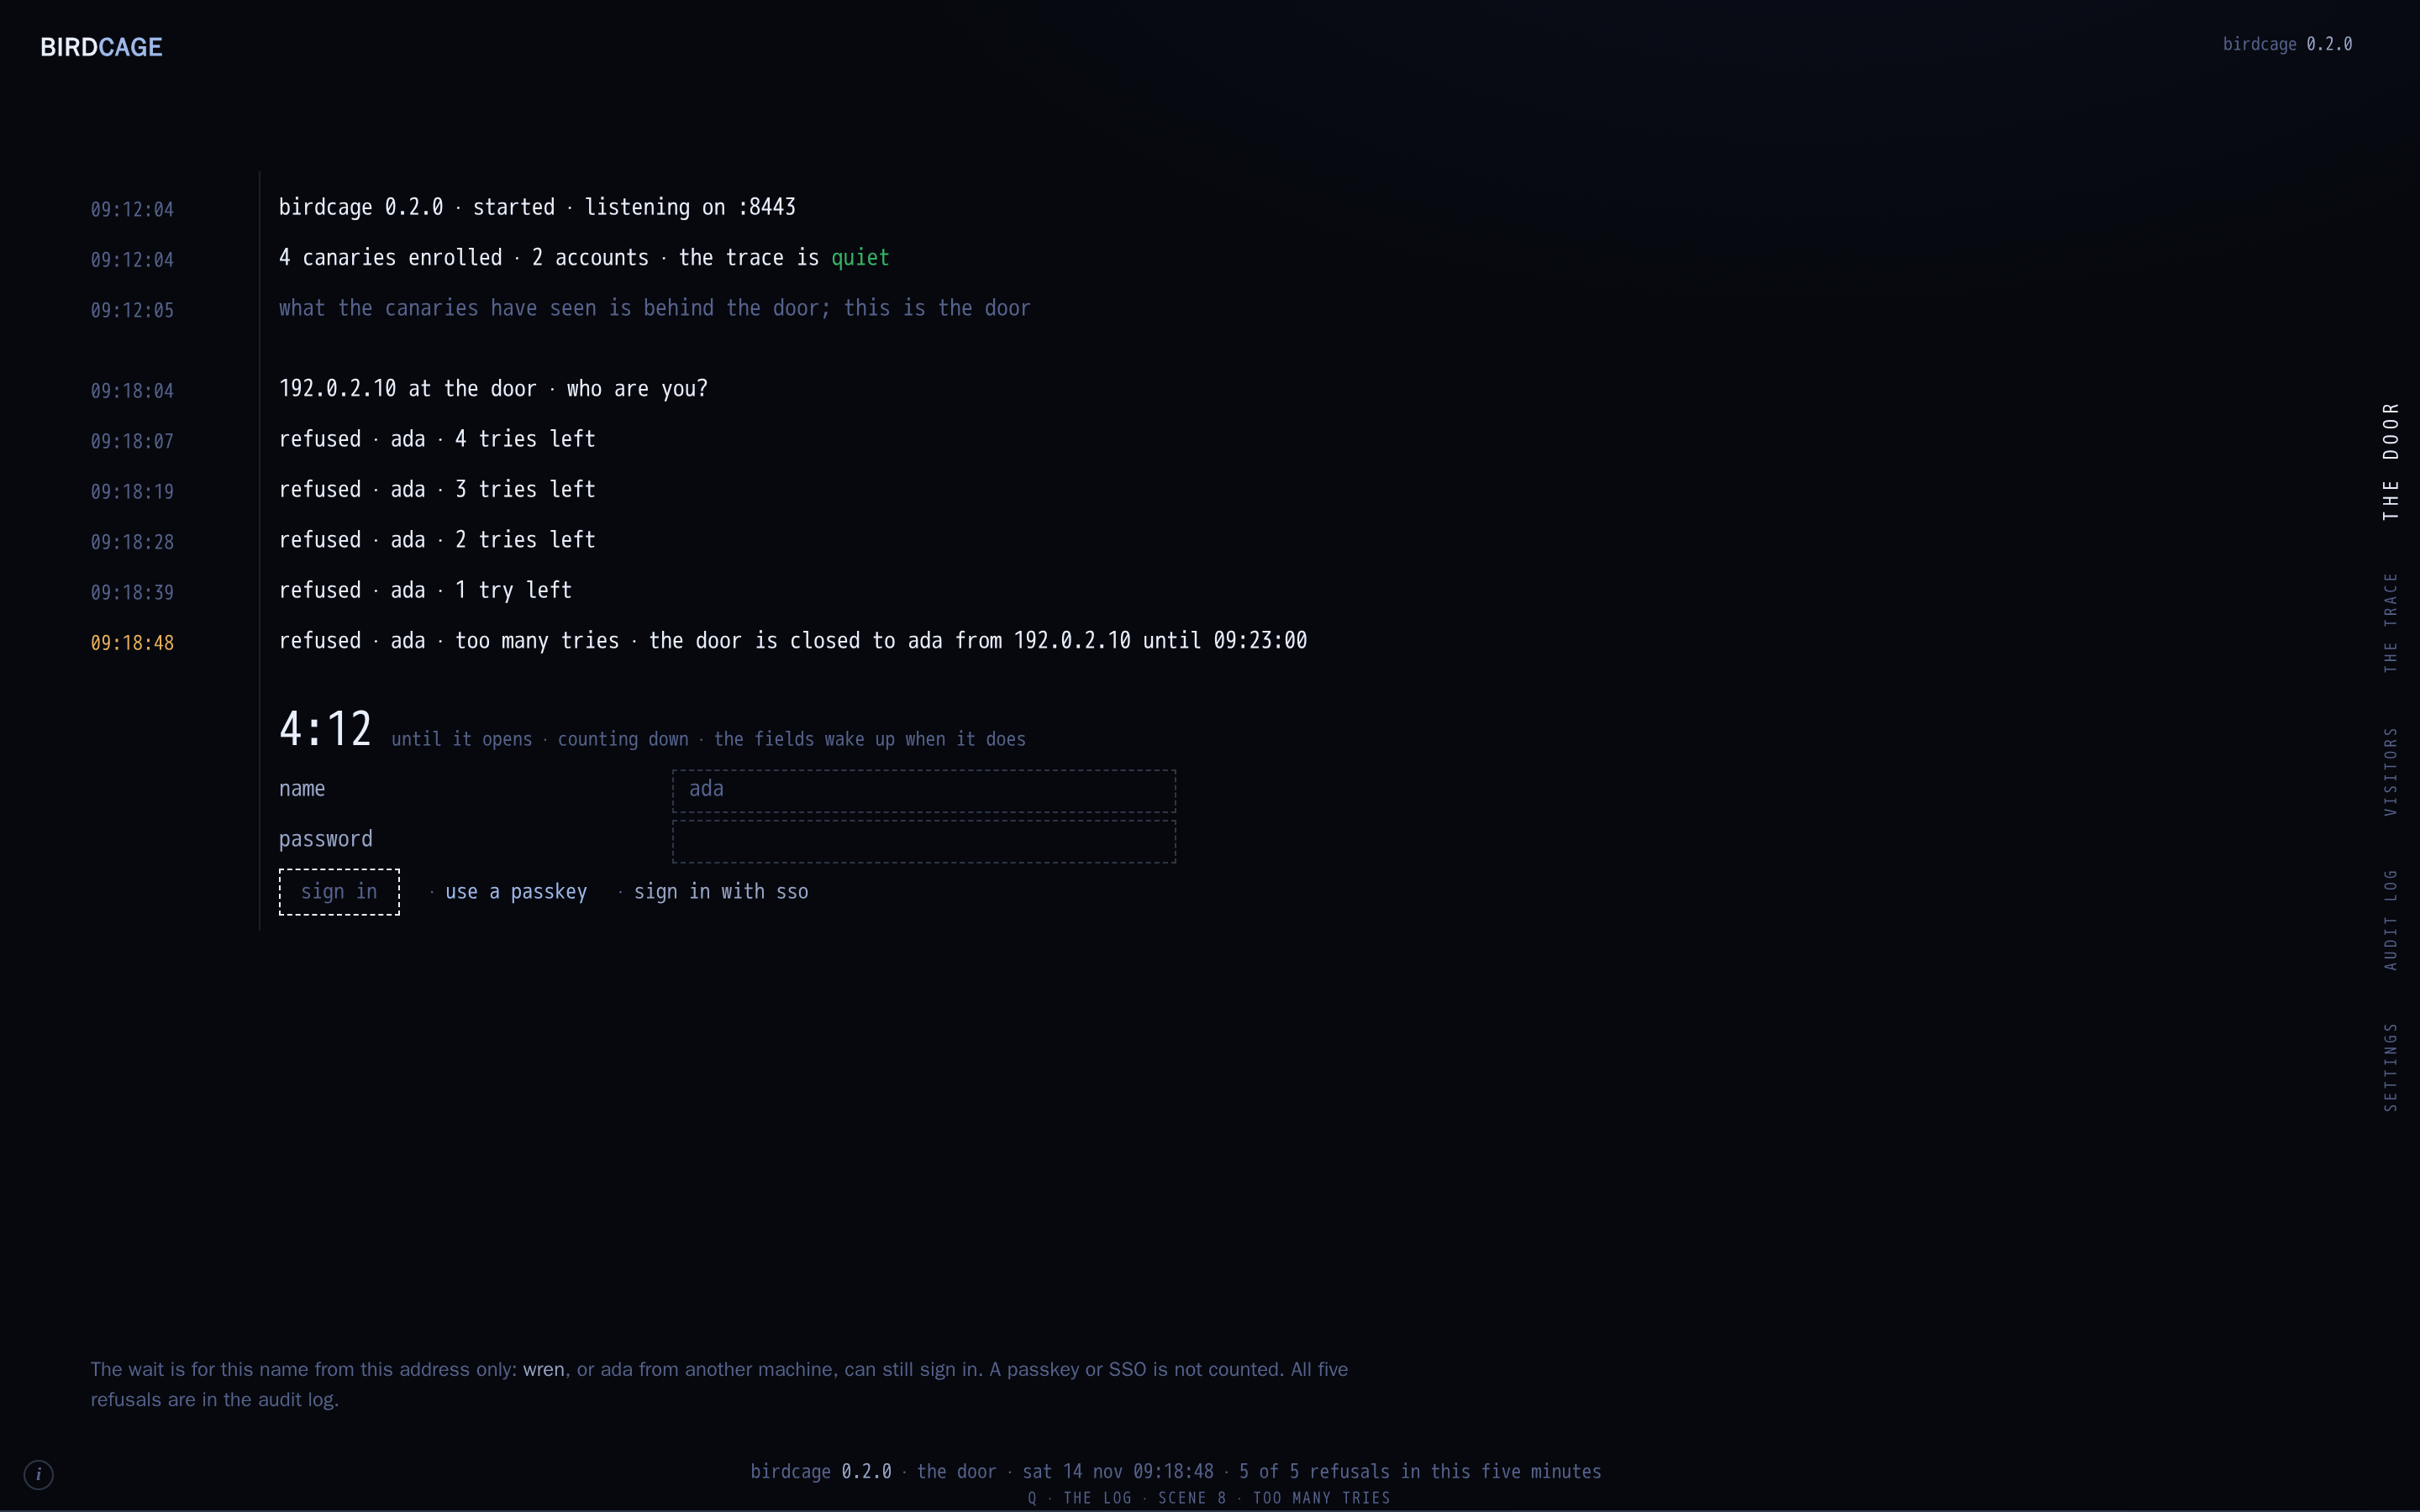 BIRDCAGE
birdcage 0.2.0
09:12:04 birdcage 0.2.0 · started · listening on :8443
09:12:04 4 canaries enrolled · 2 accounts · the trace is quiet
09:12:05 what the canaries have seen is behind the door; this is the door
09:18:04 192.0.2.10 at the door · who are you?
09:18:07 refused · ada · 4 tries left
09:18:19 refused · ada · 3 tries left
09:18:28 refused · ada · 2 tries left
09:18:39 refused · ada · 1 try left
09:18:48 refused · ada · too many tries · the door is closed to ada from 192.0.2.10 until 09:23:00
4:12 until it opens · counting down · the fields wake up when it does
name ada
password
sign in · use a passkey · sign in with sso
THE DOOR
THE TRACE
VISITORS
AUDIT LOG
SETTINGS
The wait is for this name from this address only: wren, or ada from another machine, can still sign in. A passkey or SSO is not counted. All five
refusals are in the audit log.
i
birdcage 0.2.0 · the door · sat 14 nov 09:18:48 · 5 of 5 refusals in this five minutes
Q · THE LOG · SCENE 8 · TOO MANY TRIES